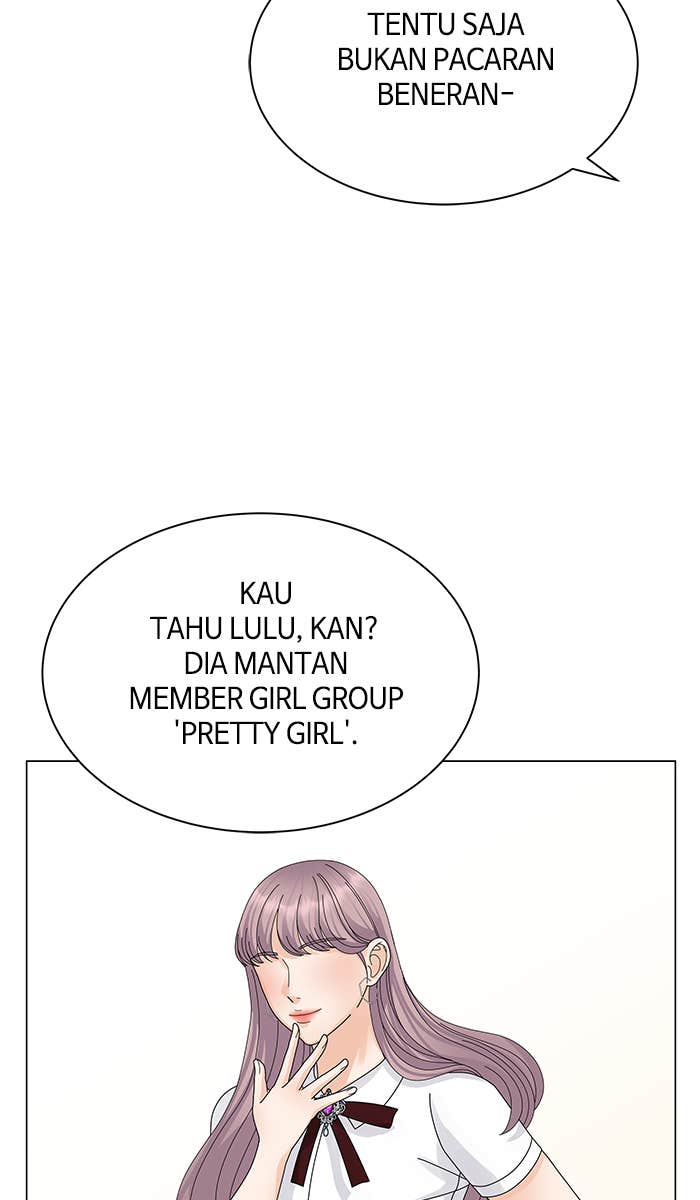 TENTU SAJA
BUKAN PACARAN
BENERAN-
KAU
TAHU LULU, KAN?
DIA MANTAN
MEMBER GIRL GROUP
'PRETTY GIRL'.